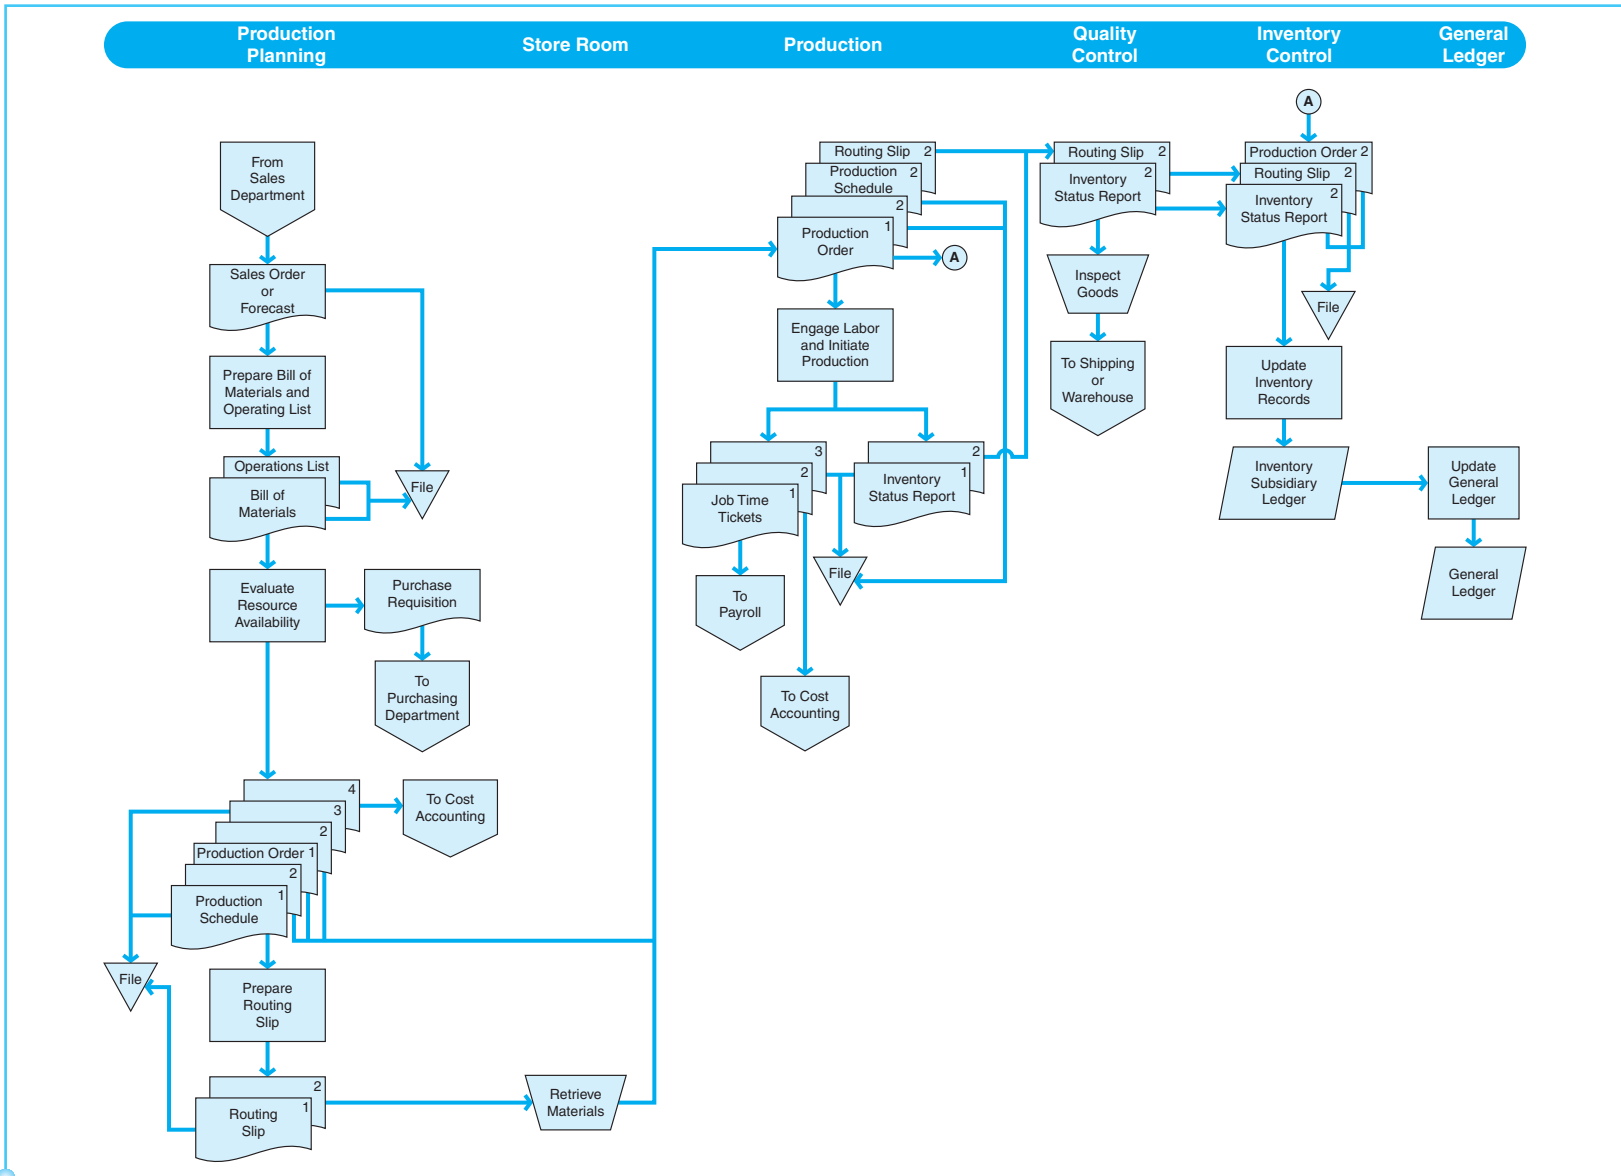 Production
Planning
Store Room
Production
Quality
Control
Inventory
Control
General
Ledger
From
Sales
Department
Sales Order
or
Forecast
Prepare Bill of
Materials and
Operating List
Operations List
Bill of
Materials
File
Evaluate
Resource
Availability
Purchase
Requisition
To
Purchasing
Department
4
3
2
Production Order 1
2
Production 1
Schedule
To Cost
Accounting
File
Prepare
Routing
Slip
2
Routing 1
Slip
Retrieve
Materials
Routing Slip 2
Production 2
Schedule
2
Production 1
Order
A
Engage Labor
and Initiate
Production
3
2
Job Time 1
Tickets
2
Inventory 1
Status Report
File
To
Payroll
To Cost
Accounting
Routing Slip 2
Inventory 2
Status Report
Inspect
Goods
To Shipping
or
Warehouse
A
Production Order 2
Routing Slip 2
Inventory 2
Status Report
File
Update
Inventory
Records
Inventory
Subsidiary
Ledger
Update
General
Ledger
General
Ledger